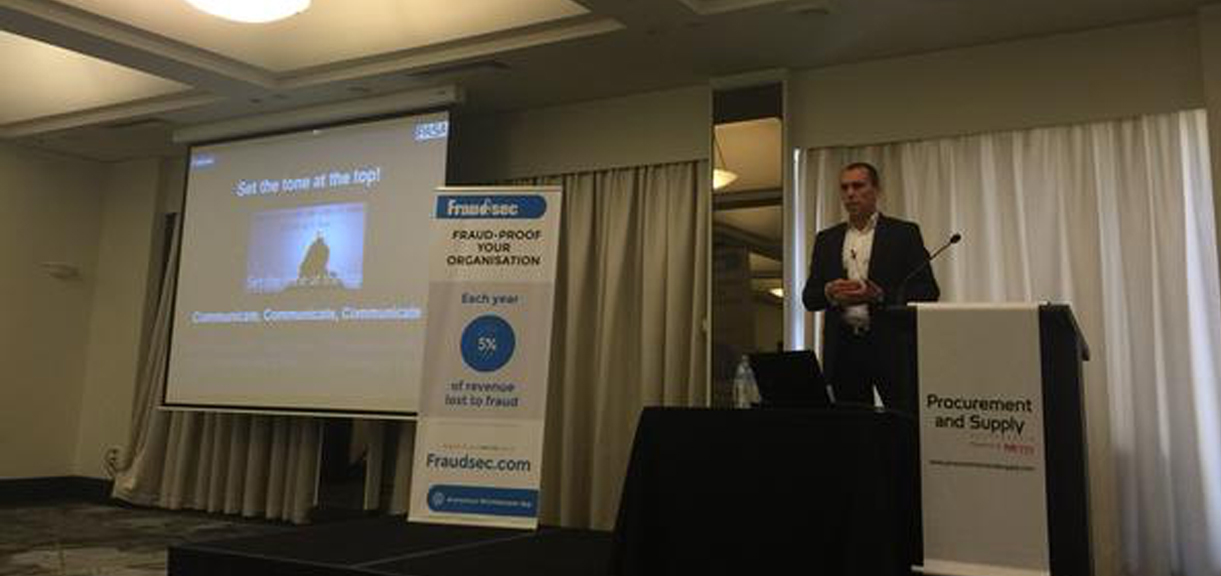 PASA
Set the tone at the top!
Communicate, Communicate, Communicate
Fraudsec
FRAUD-PROOF
YOUR
ORGANISATION
Each year
5%
of revenue
lost to fraud
Fraudsec.com
Procurement
and Supply